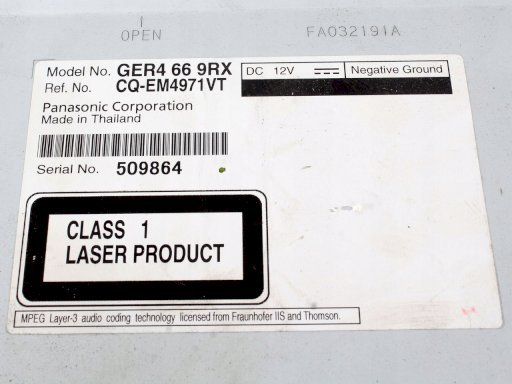 OPEN
FA032191A
Model No. GER4 66 9RX
DC 12V
Negative Ground
Ref. No. CQ-EM4971VT
Panasonic Corporation
Made in Thailand
Serial No. 509864
CLASS 1
LASER PRODUCT
MPEG Layer-3 audio coding technology licensed from Fraunhofer IIS and Thomson.